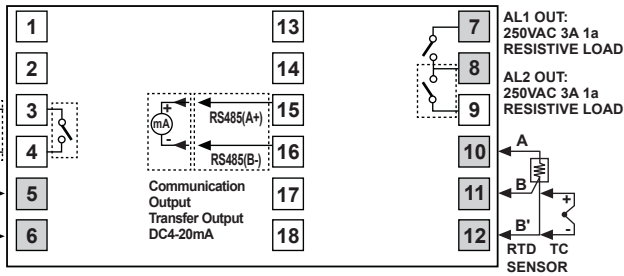 1
2
3
4
5
6
13
14
15
16
17
18
7
8
9
10
11
12
+
mA
-
RS485(A+)
RS485(B-)
Communication
Output
Transfer Output
DC4-20mA
AL1 OUT:
250VAC 3A 1a
RESISTIVE LOAD
AL2 OUT:
250VAC 3A 1a
RESISTIVE LOAD
A
B
B'
+
-
RTD TC
SENSOR